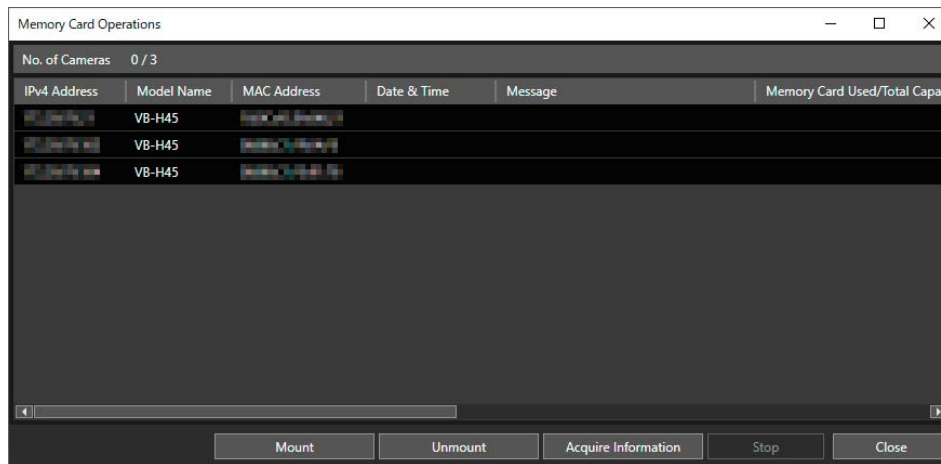 Memory Card Operations
No. of Cameras 0 / 3
IPv4 Address Model Name MAC Address Date & Time Message Memory Card Used/Total Capa
VB-H45
VB-H45
VB-H45
Mount Unmount Acquire Information Stop Close